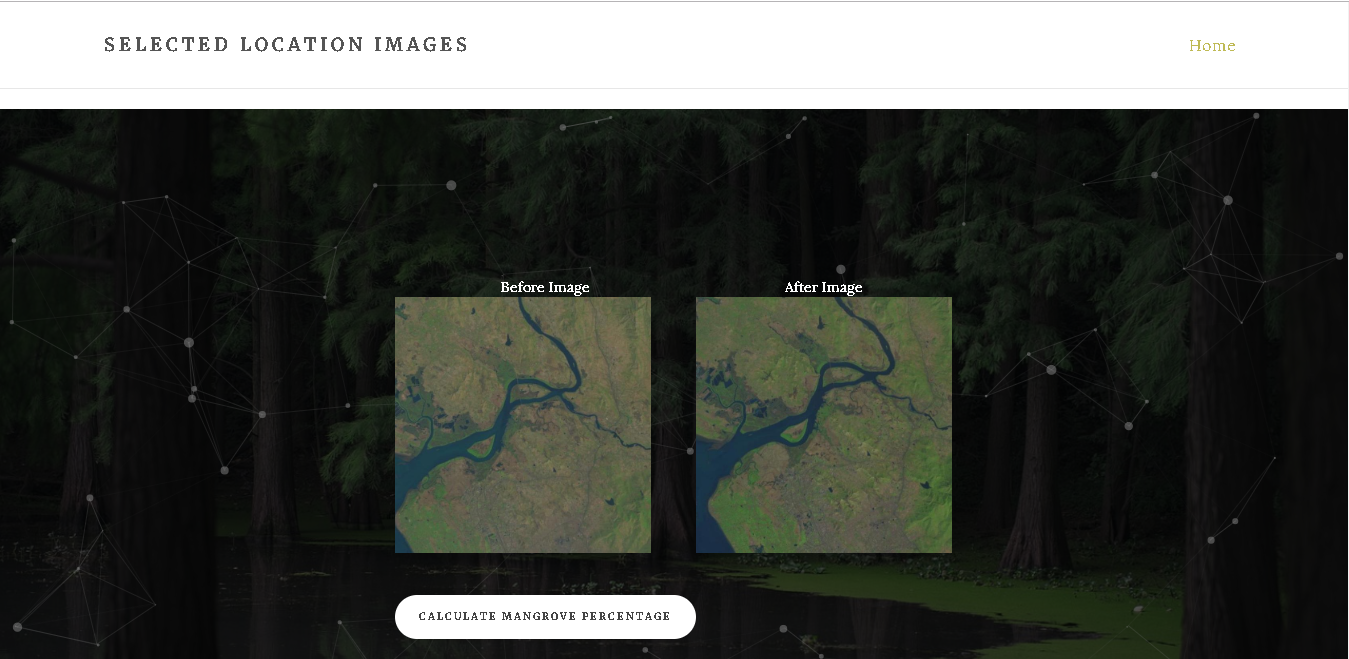 SELECTED LOCATION IMAGES
Home
Before Image
After Image
CALCULATE MANGROVE PERCENTAGE